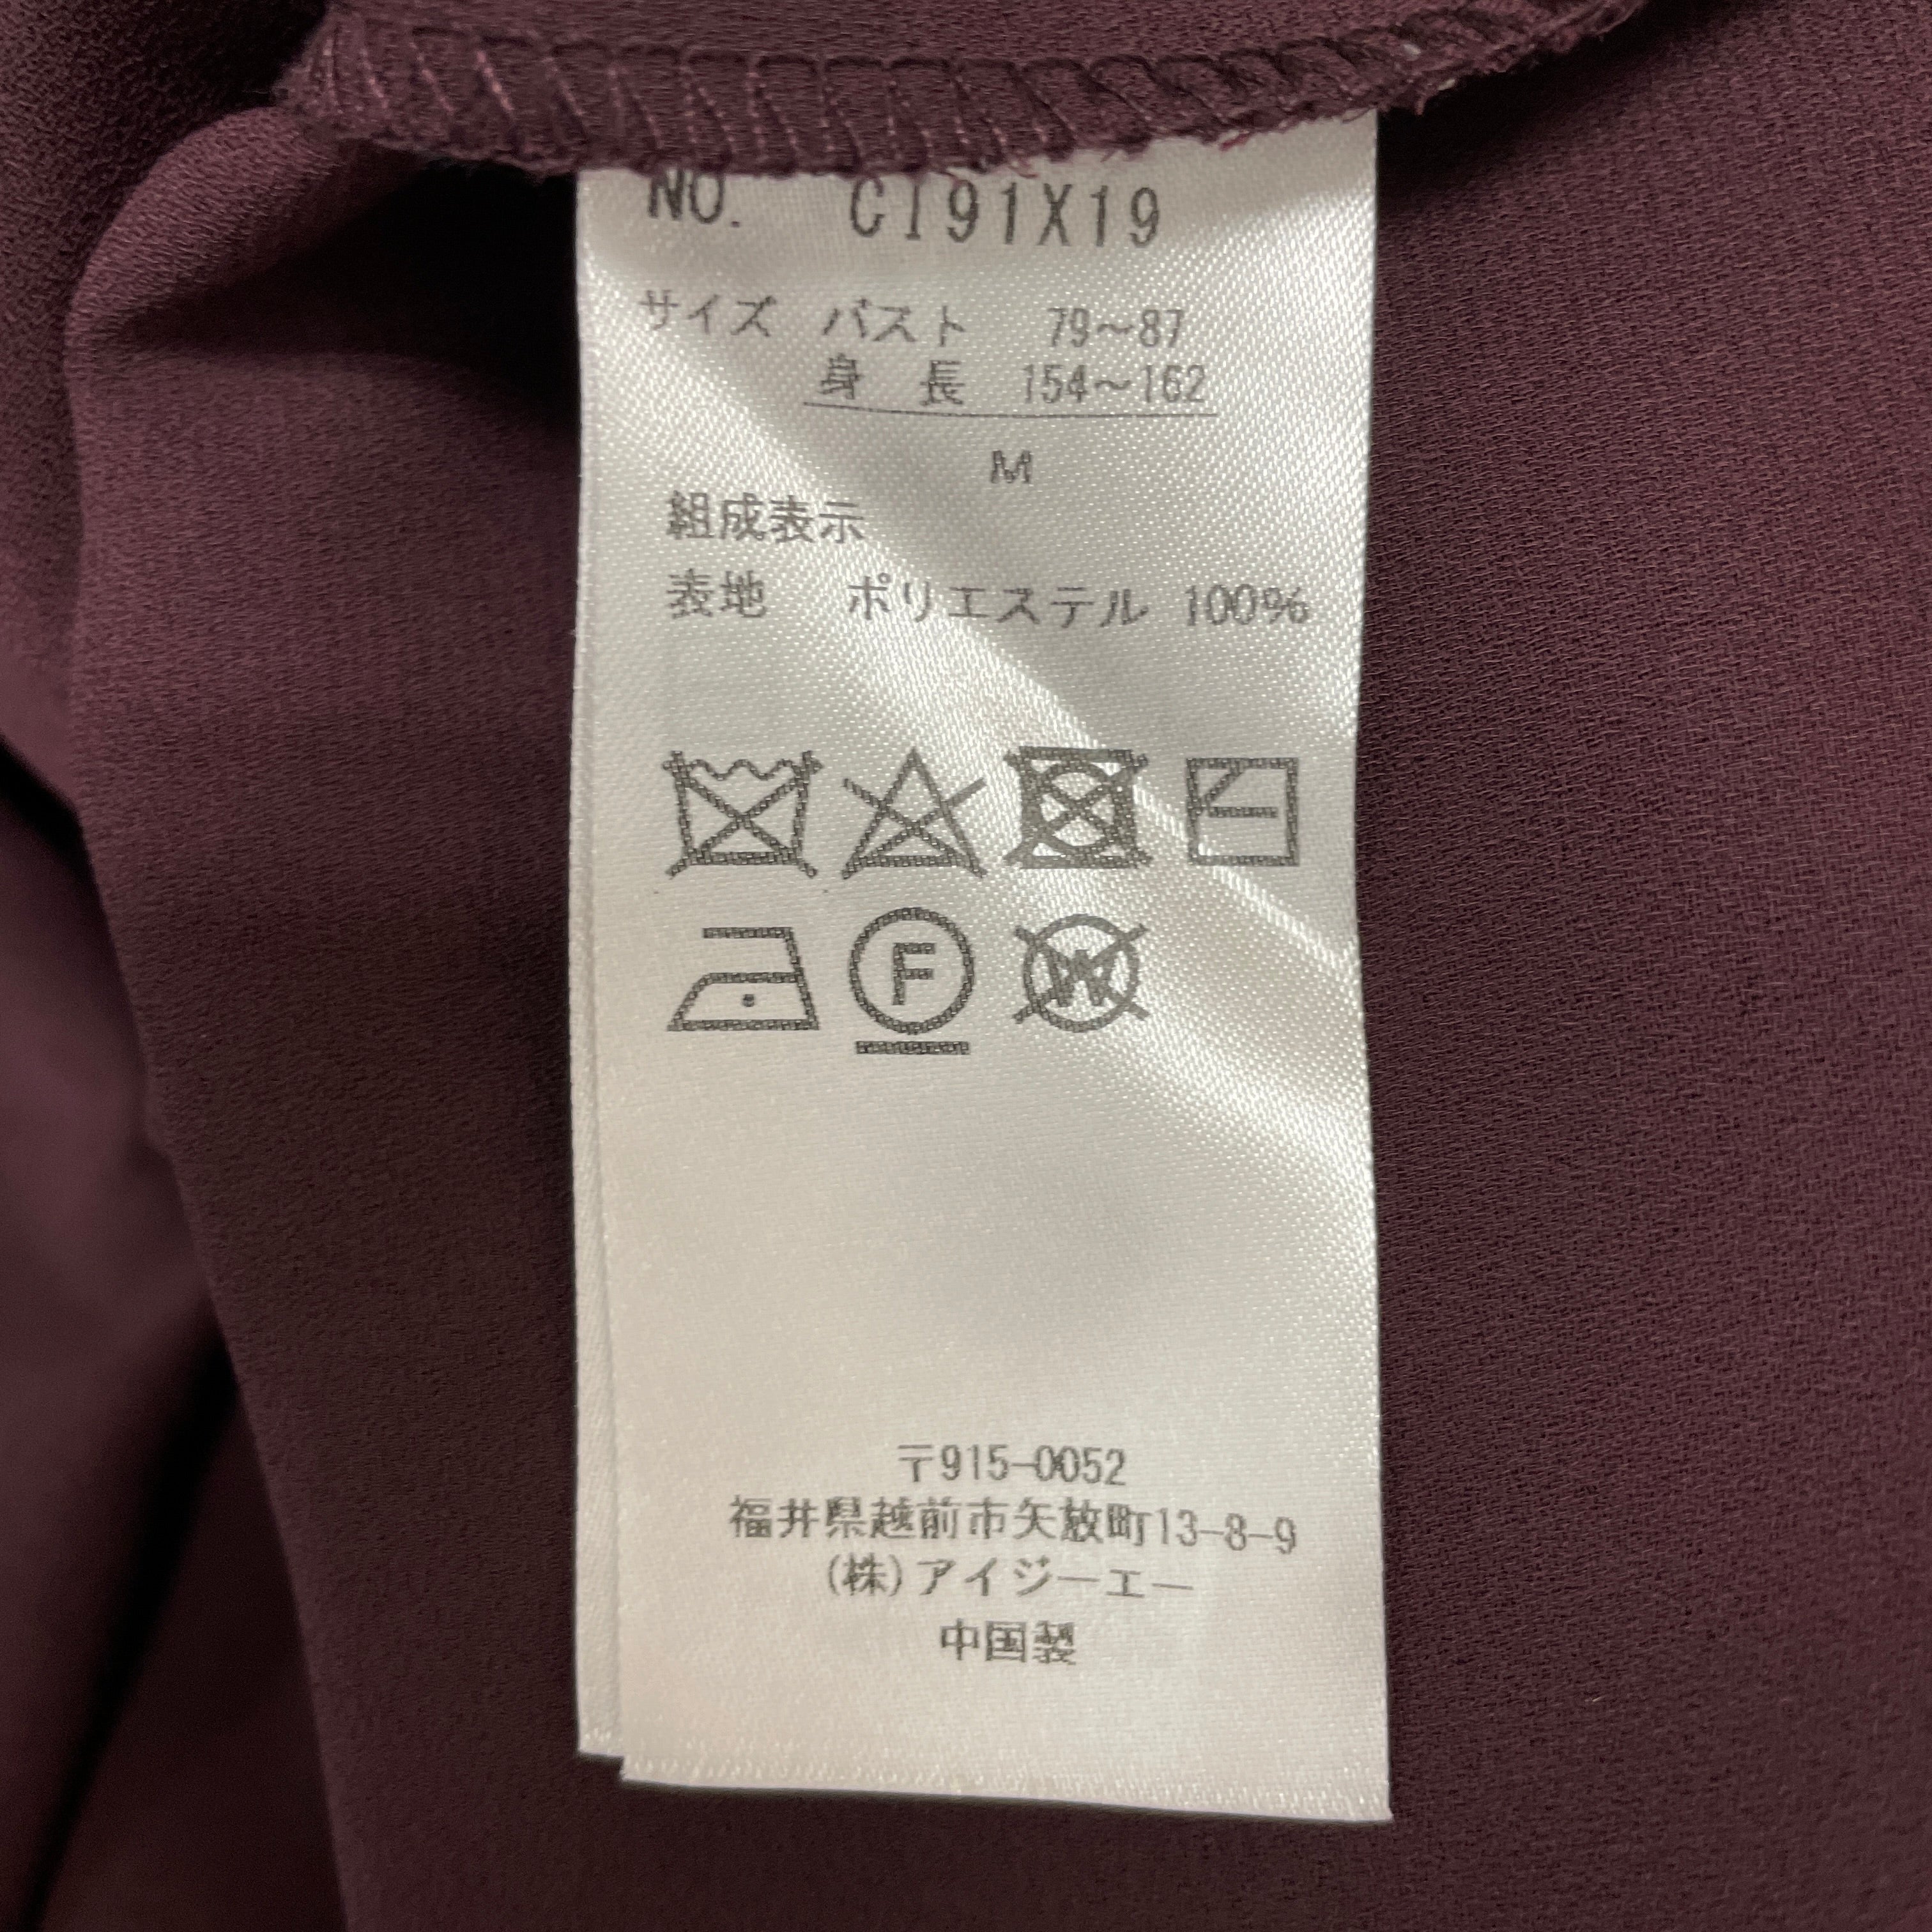 NO. CI91X19
サイズ バスト 79～87
身 長 154～162
M
組成表示
表地 ポリエステル 100%
F
W
〒915-0052
福井県越前市矢放町13-8-9
(株)アイジーエー
中国製